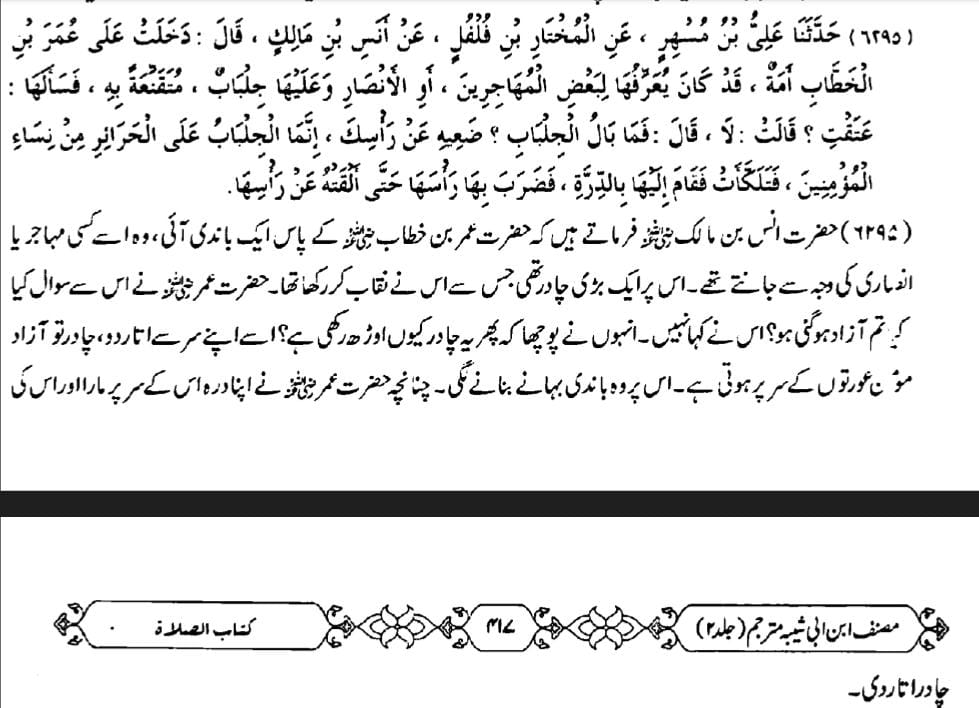 (٦٢٩٥) حَدَّثَنَا عَلِيُّ بْنُ مُسْهِرٍ ، عَنِ الْمُخْتَارِ بْنِ فُلْفُلٍ ، عَنْ أَنَسِ بْنِ مَالِكٍ ، قَالَ : دَخَلَتْ عَلَى عُمَرَ بْنِ
الْخَطَّابِ أَمَةٌ ، قَدْ كَانَ يَعْرِفُهَا لِبَعْضِ الْمُهَاجِرِينَ ، أَوِ الْأَنْصَارِ وَعَلَيْهَا جِلْبَابٌ ، مُتَقَنِّعَةٌ بِهِ ، فَسَأَلَهَا :
عَتَقْتِ ؟ قَالَتْ : لَا ، قَالَ : فَمَا بَالُ الْجِلْبَابِ ؟ ضَعِيهِ عَنْ رَأْسِكَ ، إِنَّمَا الْجِلْبَابُ عَلَى الْحَرَائِرِ مِنْ نِسَاءِ
الْمُؤْمِنِينَ ، فَتَلَكَّأَتْ فَقَامَ إِلَيْهَا بِالدِّرَّةِ ، فَضَرَبَ بِهَا رَأْسَهَا حَتَّى أَلْقَتْهُ عَنْ رَأْسِهَا.
(٦٢٩٥) حضرت انس بن مالک رضی اللہ عنہ فرماتے ہیں کہ حضرت عمر بن خطاب رضی اللہ عنہ کے پاس ایک باندی آئی، وہ اسے کسی مہاجر یا
انصاری کی وجہ سے جانتے تھے۔ اس پر ایک بڑی چادر تھی جس سے اس نے نقاب کر رکھا تھا۔ حضرت عمر رضی اللہ عنہ نے اس سے سوال کیا
کہ تم آزاد ہوگئی ہو؟ اس نے کہا نہیں۔ انہوں نے پوچھا کہ پھر یہ چادر کیوں اوڑھ رکھی ہے؟ اسے اپنے سر سے اتار دو، چادر تو آزاد
مؤمن عورتوں کے سر پر ہوتی ہے۔ اس پر وہ باندی بہانے بنانے لگی۔ چنانچہ حضرت عمر رضی اللہ عنہ نے اپنا درہ اس کے سر پر مارا اور اس کی
مصنف ابن ابی شیبہ مترجم (جلد ۲) ۴۱۷ کتاب الصلاة
چادر اتار دی۔